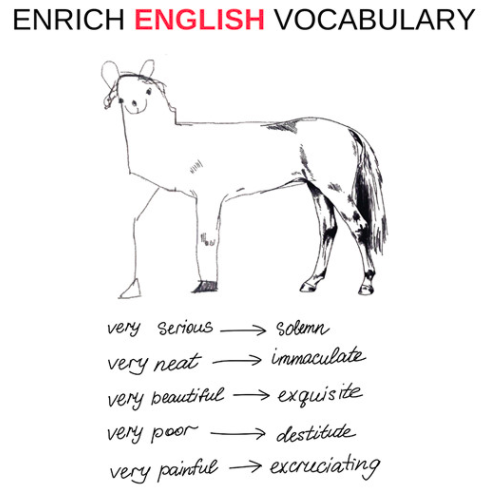 ENRICH ENGLISH VOCABULARY
very serious → solemn
very neat → immaculate
very beautiful → exquisite
very poor → destitude
very painful → excruciating